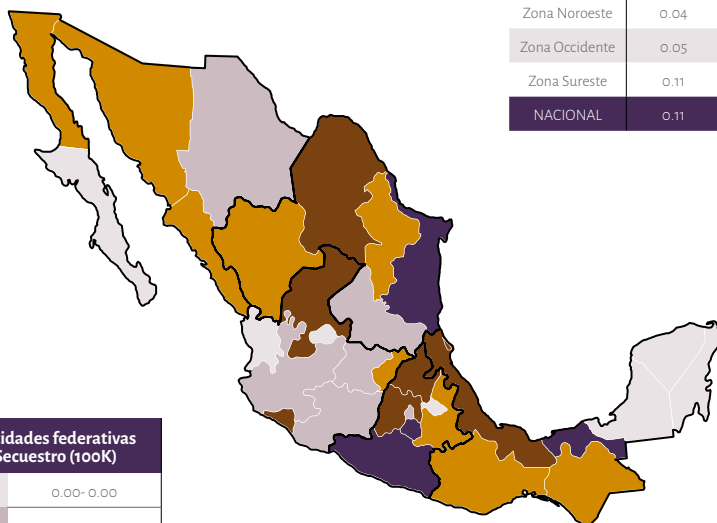 Zona Noroeste 0.04
Zona Occidente 0.05
Zona Sureste 0.11
NACIONAL 0.11
idades federativas
Secuestro (100K)
0.00- 0.00